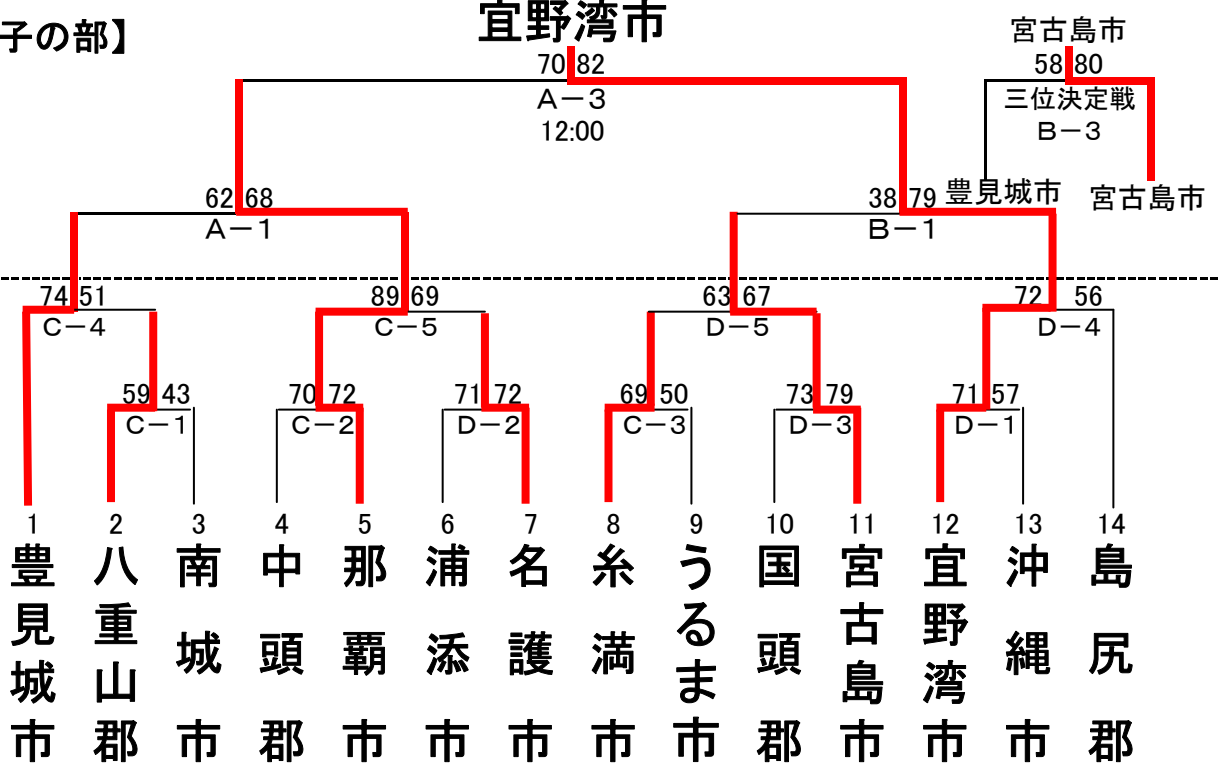 子の部】
宜野湾市
宮古島市
70 82
58 80
A－3
三位決定戦
12:00
B－3
62 68
38 79
豊見城市
宮古島市
A－1
B－1
74 51
89 69
63 67
72 56
C－4
C－5
D－5
D－4
59 43
70 72
71 72
69 50
73 79
71 57
C－1
C－2
D－2
C－3
D－3
D－1
1 2 3 4 5 6 7 8 9 10 11 12 13 14
豊見城市
八重山郡
南城市
中頭郡
那覇市
浦添市
名護市
糸満市
うるま市
国頭郡
宮古島市
宜野湾市
沖縄市
島尻郡